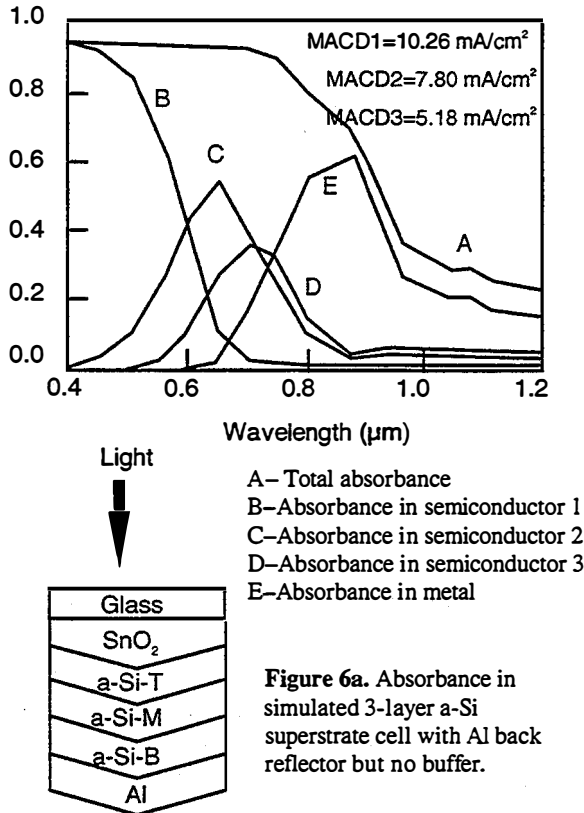 1.0
MACD1=10.26 mA/cm²
MACD2=7.80 mA/cm²
MACD3=5.18 mA/cm²
0.8
B
C
0.6
E
0.4
A
0.2
D
0.0
0.4 0.6 0.8 1.0 1.2
Wavelength (µm)
Light
A– Total absorbance
B–Absorbance in semiconductor 1
C–Absorbance in semiconductor 2
D–Absorbance in semiconductor 3
E–Absorbance in metal
Glass
SnO₂
a-Si-T
a-Si-M
a-Si-B
Al
Figure 6a. Absorbance in
simulated 3-layer a-Si
superstrate cell with Al back
reflector but no buffer.